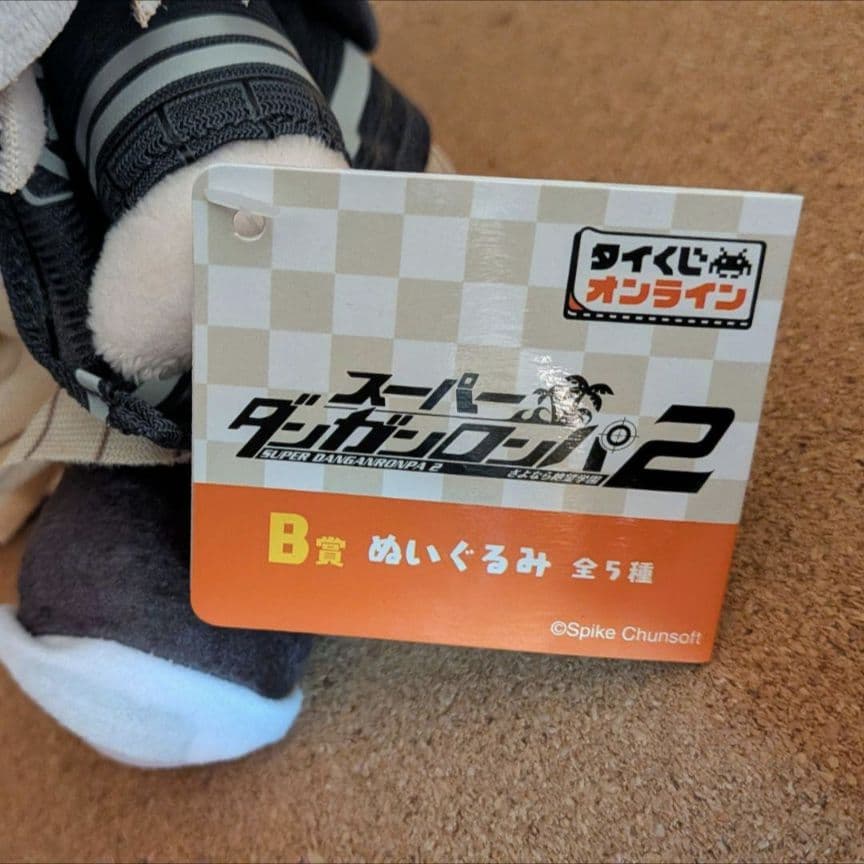 タイくじ
オンライン
スーパー
ダンガンロンパ2
SUPER DANGANRONPA 2
さよなら絶望学園
B賞 ぬいぐるみ 全5種
©Spike Chunsoft